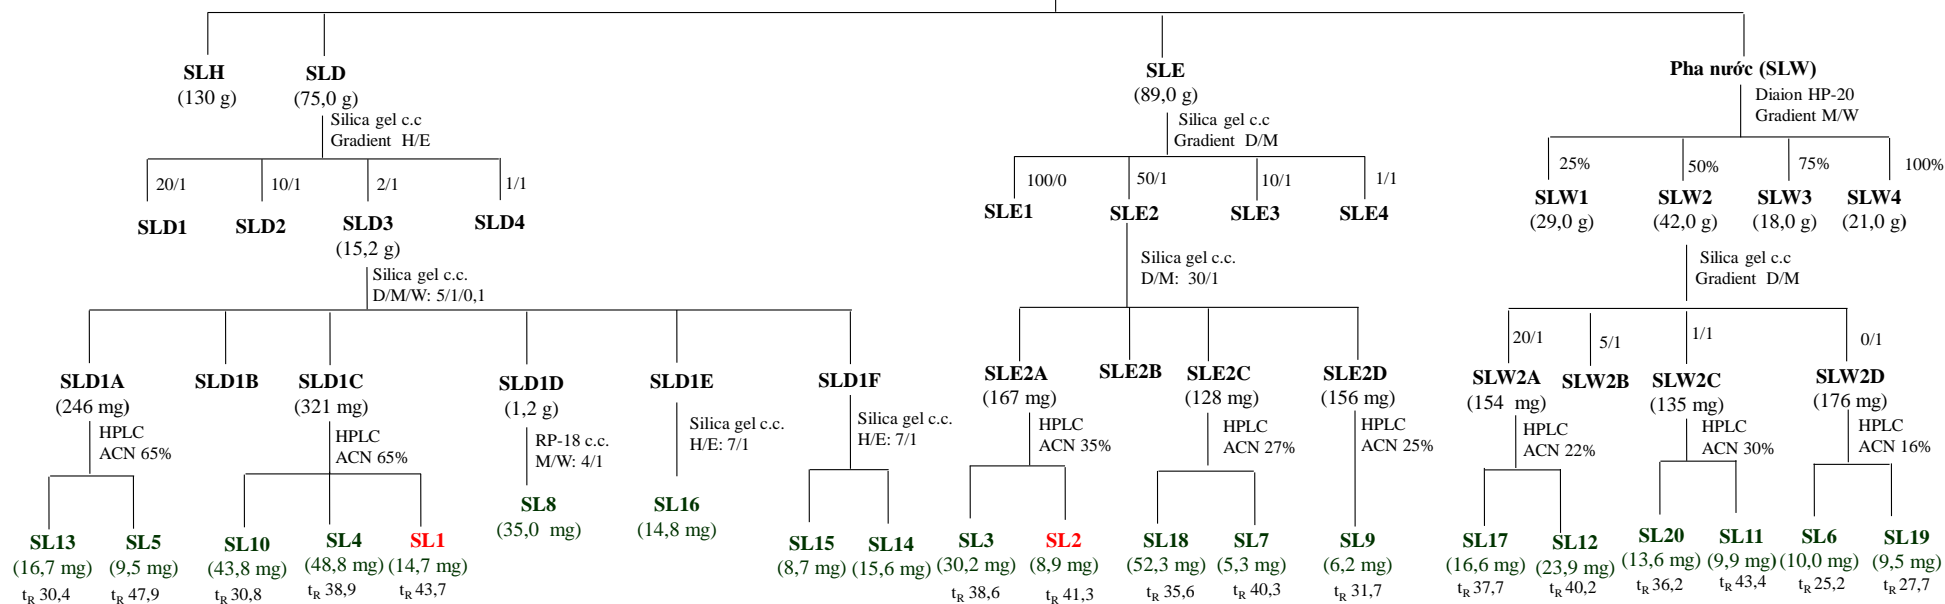 SLH
(130 g)
SLD
(75,0 g)
SLE
(89,0 g)
Pha nước (SLW)
Silica gel c.c
Gradient H/E
Silica gel c.c
Gradient D/M
Diaion HP-20
Gradient M/W
20/1
10/1
2/1
1/1
100/0
50/1
10/1
1/1
25%
50%
75%
100%
SLD1
SLD2
SLD3
(15,2 g)
SLD4
SLE1
SLE2
SLE3
SLE4
SLW1
(29,0 g)
SLW2
(42,0 g)
SLW3
(18,0 g)
SLW4
(21,0 g)
Silica gel c.c.
D/M/W: 5/1/0,1
Silica gel c.c.
D/M: 30/1
Silica gel c.c
Gradient D/M
20/1
5/1
1/1
0/1
SLD1A
(246 mg)
SLD1B
SLD1C
(321 mg)
SLD1D
(1,2 g)
SLD1E
SLD1F
SLE2A
(167 mg)
SLE2B
SLE2C
(128 mg)
SLE2D
(156 mg)
SLW2A
(154 mg)
SLW2B
SLW2C
(135 mg)
SLW2D
(176 mg)
HPLC
ACN 65%
HPLC
ACN 65%
RP-18 c.c.
M/W: 4/1
Silica gel c.c.
H/E: 7/1
Silica gel c.c.
H/E: 7/1
HPLC
ACN 35%
HPLC
ACN 27%
HPLC
ACN 25%
HPLC
ACN 22%
HPLC
ACN 30%
HPLC
ACN 16%
SL13
(16,7 mg)
tR 30,4
SL5
(9,5 mg)
tR 47,9
SL10
(43,8 mg)
tR 30,8
SL4
(48,8 mg)
tR 38,9
SL1
(14,7 mg)
tR 43,7
SL8
(35,0 mg)
SL16
(14,8 mg)
SL15
(8,7 mg)
SL14
(15,6 mg)
SL3
(30,2 mg)
tR 38,6
SL2
(8,9 mg)
tR 41,3
SL18
(52,3 mg)
tR 35,6
SL7
(5,3 mg)
tR 40,3
SL9
(6,2 mg)
tR 31,7
SL17
(16,6 mg)
tR 37,7
SL12
(23,9 mg)
tR 40,2
SL20
(13,6 mg)
tR 36,2
SL11
(9,9 mg)
tR 43,4
SL6
(10,0 mg)
tR 25,2
SL19
(9,5 mg)
tR 27,7